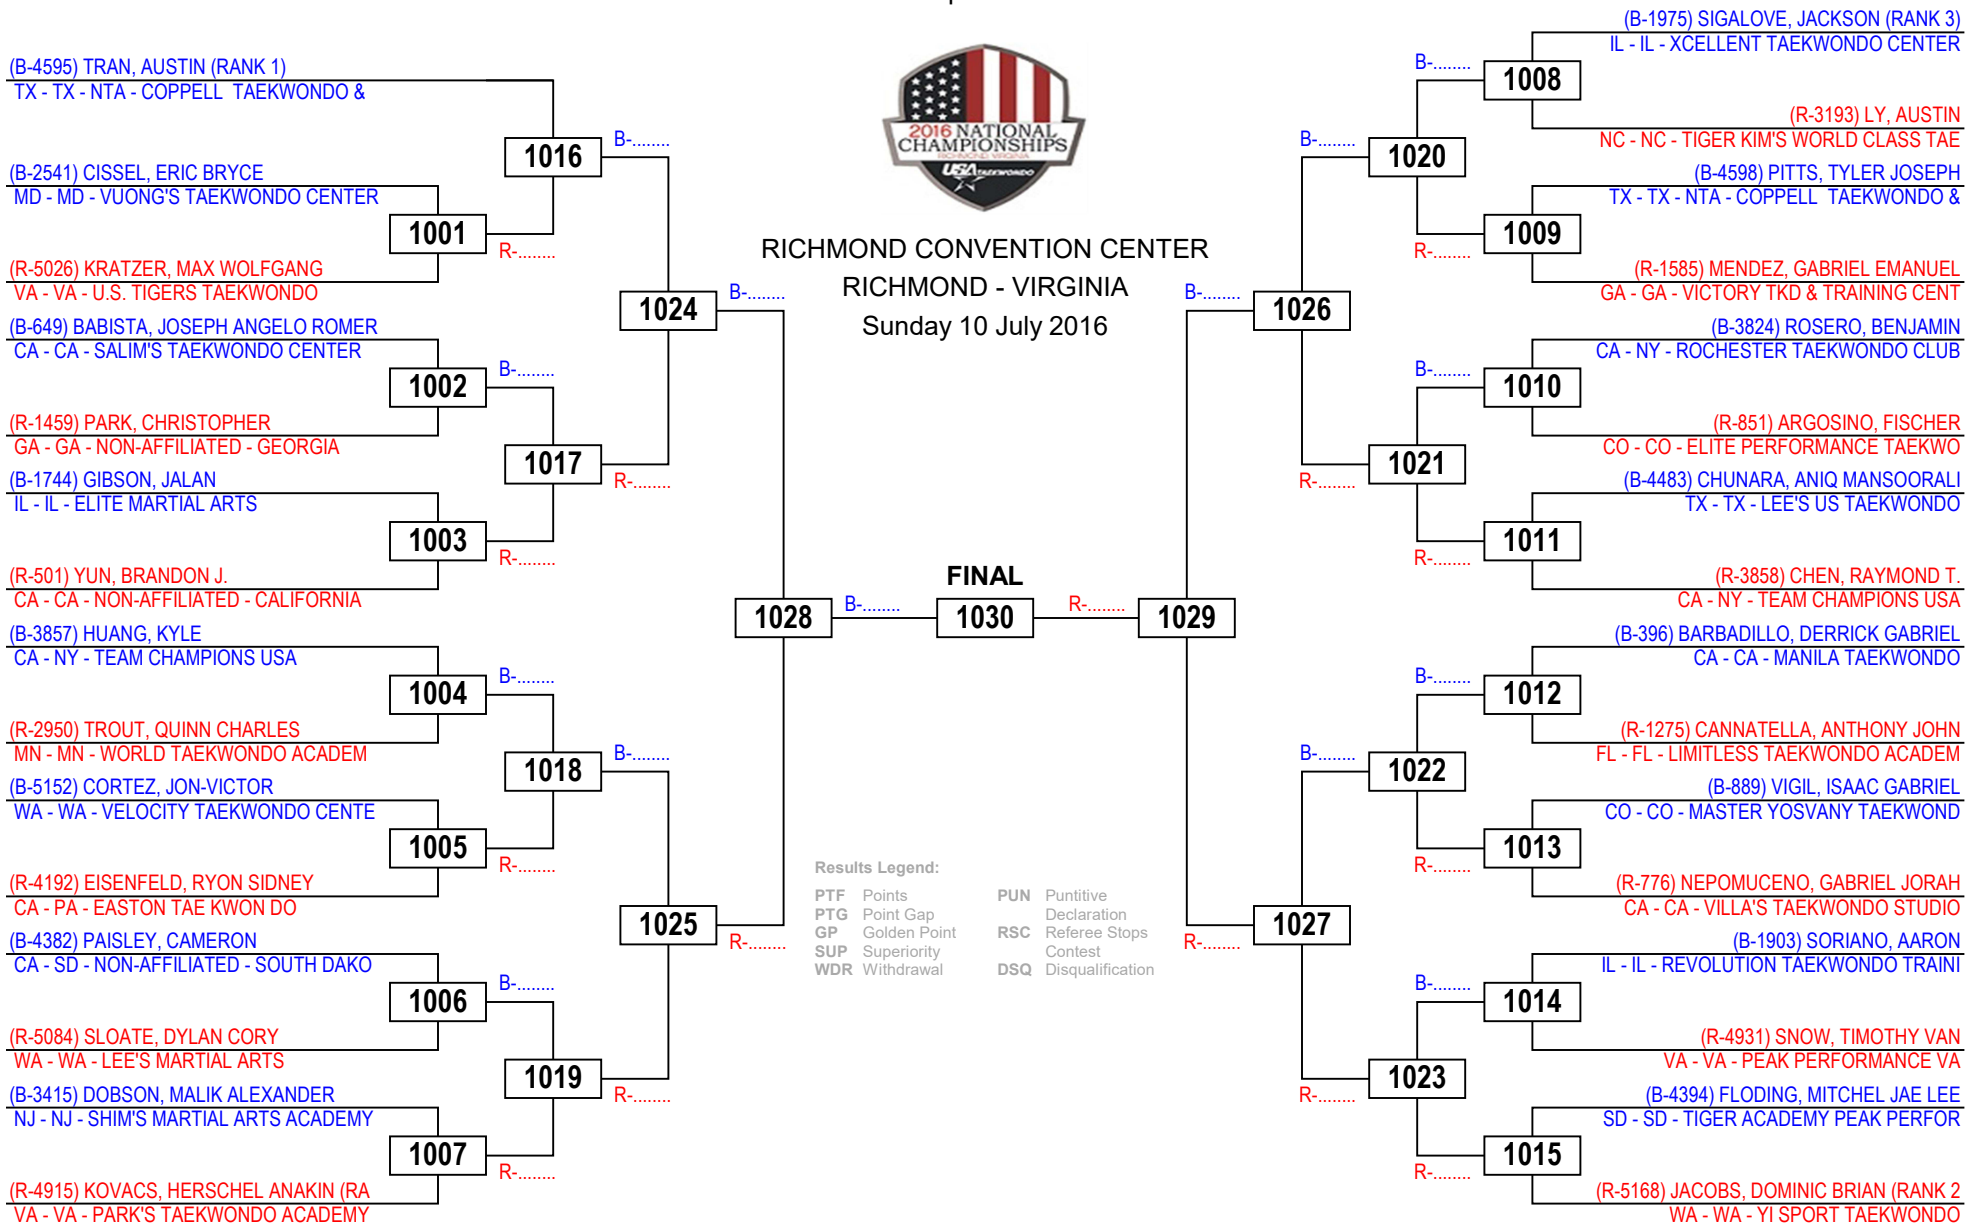 (B-4595) TRAN, AUSTIN (RANK 1)
TX - TX - NTA - COPPELL  TAEKWONDO &
(B-2541) CISSEL, ERIC BRYCE
MD - MD - VUONG'S TAEKWONDO CENTER
(R-5026) KRATZER, MAX WOLFGANG
VA - VA - U.S. TIGERS TAEKWONDO
(B-649) BABISTA, JOSEPH ANGELO ROMER
CA - CA - SALIM'S TAEKWONDO CENTER
(R-1459) PARK, CHRISTOPHER
GA - GA - NON-AFFILIATED - GEORGIA
(B-1744) GIBSON, JALAN
IL - IL - ELITE MARTIAL ARTS
(R-501) YUN, BRANDON J.
CA - CA - NON-AFFILIATED - CALIFORNIA
(B-3857) HUANG, KYLE
CA - NY - TEAM CHAMPIONS USA
(R-2950) TROUT, QUINN CHARLES
MN - MN - WORLD TAEKWONDO ACADEM
(B-5152) CORTEZ, JON-VICTOR
WA - WA - VELOCITY TAEKWONDO CENTE
(R-4192) EISENFELD, RYON SIDNEY
CA - PA - EASTON TAE KWON DO
(B-4382) PAISLEY, CAMERON
CA - SD - NON-AFFILIATED - SOUTH DAKO
(R-5084) SLOATE, DYLAN CORY
WA - WA - LEE'S MARTIAL ARTS
(B-3415) DOBSON, MALIK ALEXANDER
NJ - NJ - SHIM'S MARTIAL ARTS ACADEMY
(R-4915) KOVACS, HERSCHEL ANAKIN (RA
VA - VA - PARK'S TAEKWONDO ACADEMY
1001
R-........
1002
B-........
1003
R-........
1004
B-........
1005
R-........
1006
B-........
1007
R-........
1016
B-........
1017
R-........
1018
B-........
1019
R-........
1024
B-........
1025
R-........
1028
B-........
2016 NATIONAL
CHAMPIONSHIPS
RICHMOND VIRGINIA
USA TAEKWONDO
RICHMOND CONVENTION CENTER
RICHMOND - VIRGINIA
Sunday 10 July 2016
FINAL
1030
Results Legend:
PTF Points
PTG Point Gap
GP Golden Point
SUP Superiority
WDR Withdrawal
PUN Puntitive
Declaration
RSC Referee Stops
Contest
DSQ Disqualification
R-........
1029
B-........
1026
R-........
1027
B-........
1020
R-........
1021
B-........
1022
R-........
1023
B-........
1008
R-........
1009
B-........
1010
R-........
1011
B-........
1012
R-........
1013
B-........
1014
R-........
1015
(B-1975) SIGALOVE, JACKSON (RANK 3)
IL - IL - XCELLENT TAEKWONDO CENTER
(R-3193) LY, AUSTIN
NC - NC - TIGER KIM'S WORLD CLASS TAE
(B-4598) PITTS, TYLER JOSEPH
TX - TX - NTA - COPPELL  TAEKWONDO &
(R-1585) MENDEZ, GABRIEL EMANUEL
GA - GA - VICTORY TKD & TRAINING CENT
(B-3824) ROSERO, BENJAMIN
CA - NY - ROCHESTER TAEKWONDO CLUB
(R-851) ARGOSINO, FISCHER
CO - CO - ELITE PERFORMANCE TAEKWO
(B-4483) CHUNARA, ANIQ MANSOORALI
TX - TX - LEE'S US TAEKWONDO
(R-3858) CHEN, RAYMOND T.
CA - NY - TEAM CHAMPIONS USA
(B-396) BARBADILLO, DERRICK GABRIEL
CA - CA - MANILA TAEKWONDO
(R-1275) CANNATELLA, ANTHONY JOHN
FL - FL - LIMITLESS TAEKWONDO ACADEM
(B-889) VIGIL, ISAAC GABRIEL
CO - CO - MASTER YOSVANY TAEKWOND
(R-776) NEPOMUCENO, GABRIEL JORAH
CA - CA - VILLA'S TAEKWONDO STUDIO
(B-1903) SORIANO, AARON
IL - IL - REVOLUTION TAEKWONDO TRAINI
(R-4931) SNOW, TIMOTHY VAN
VA - VA - PEAK PERFORMANCE VA
(B-4394) FLODING, MITCHEL JAE LEE
SD - SD - TIGER ACADEMY PEAK PERFOR
(R-5168) JACOBS, DOMINIC BRIAN (RANK 2
WA - WA - YI SPORT TAEKWONDO